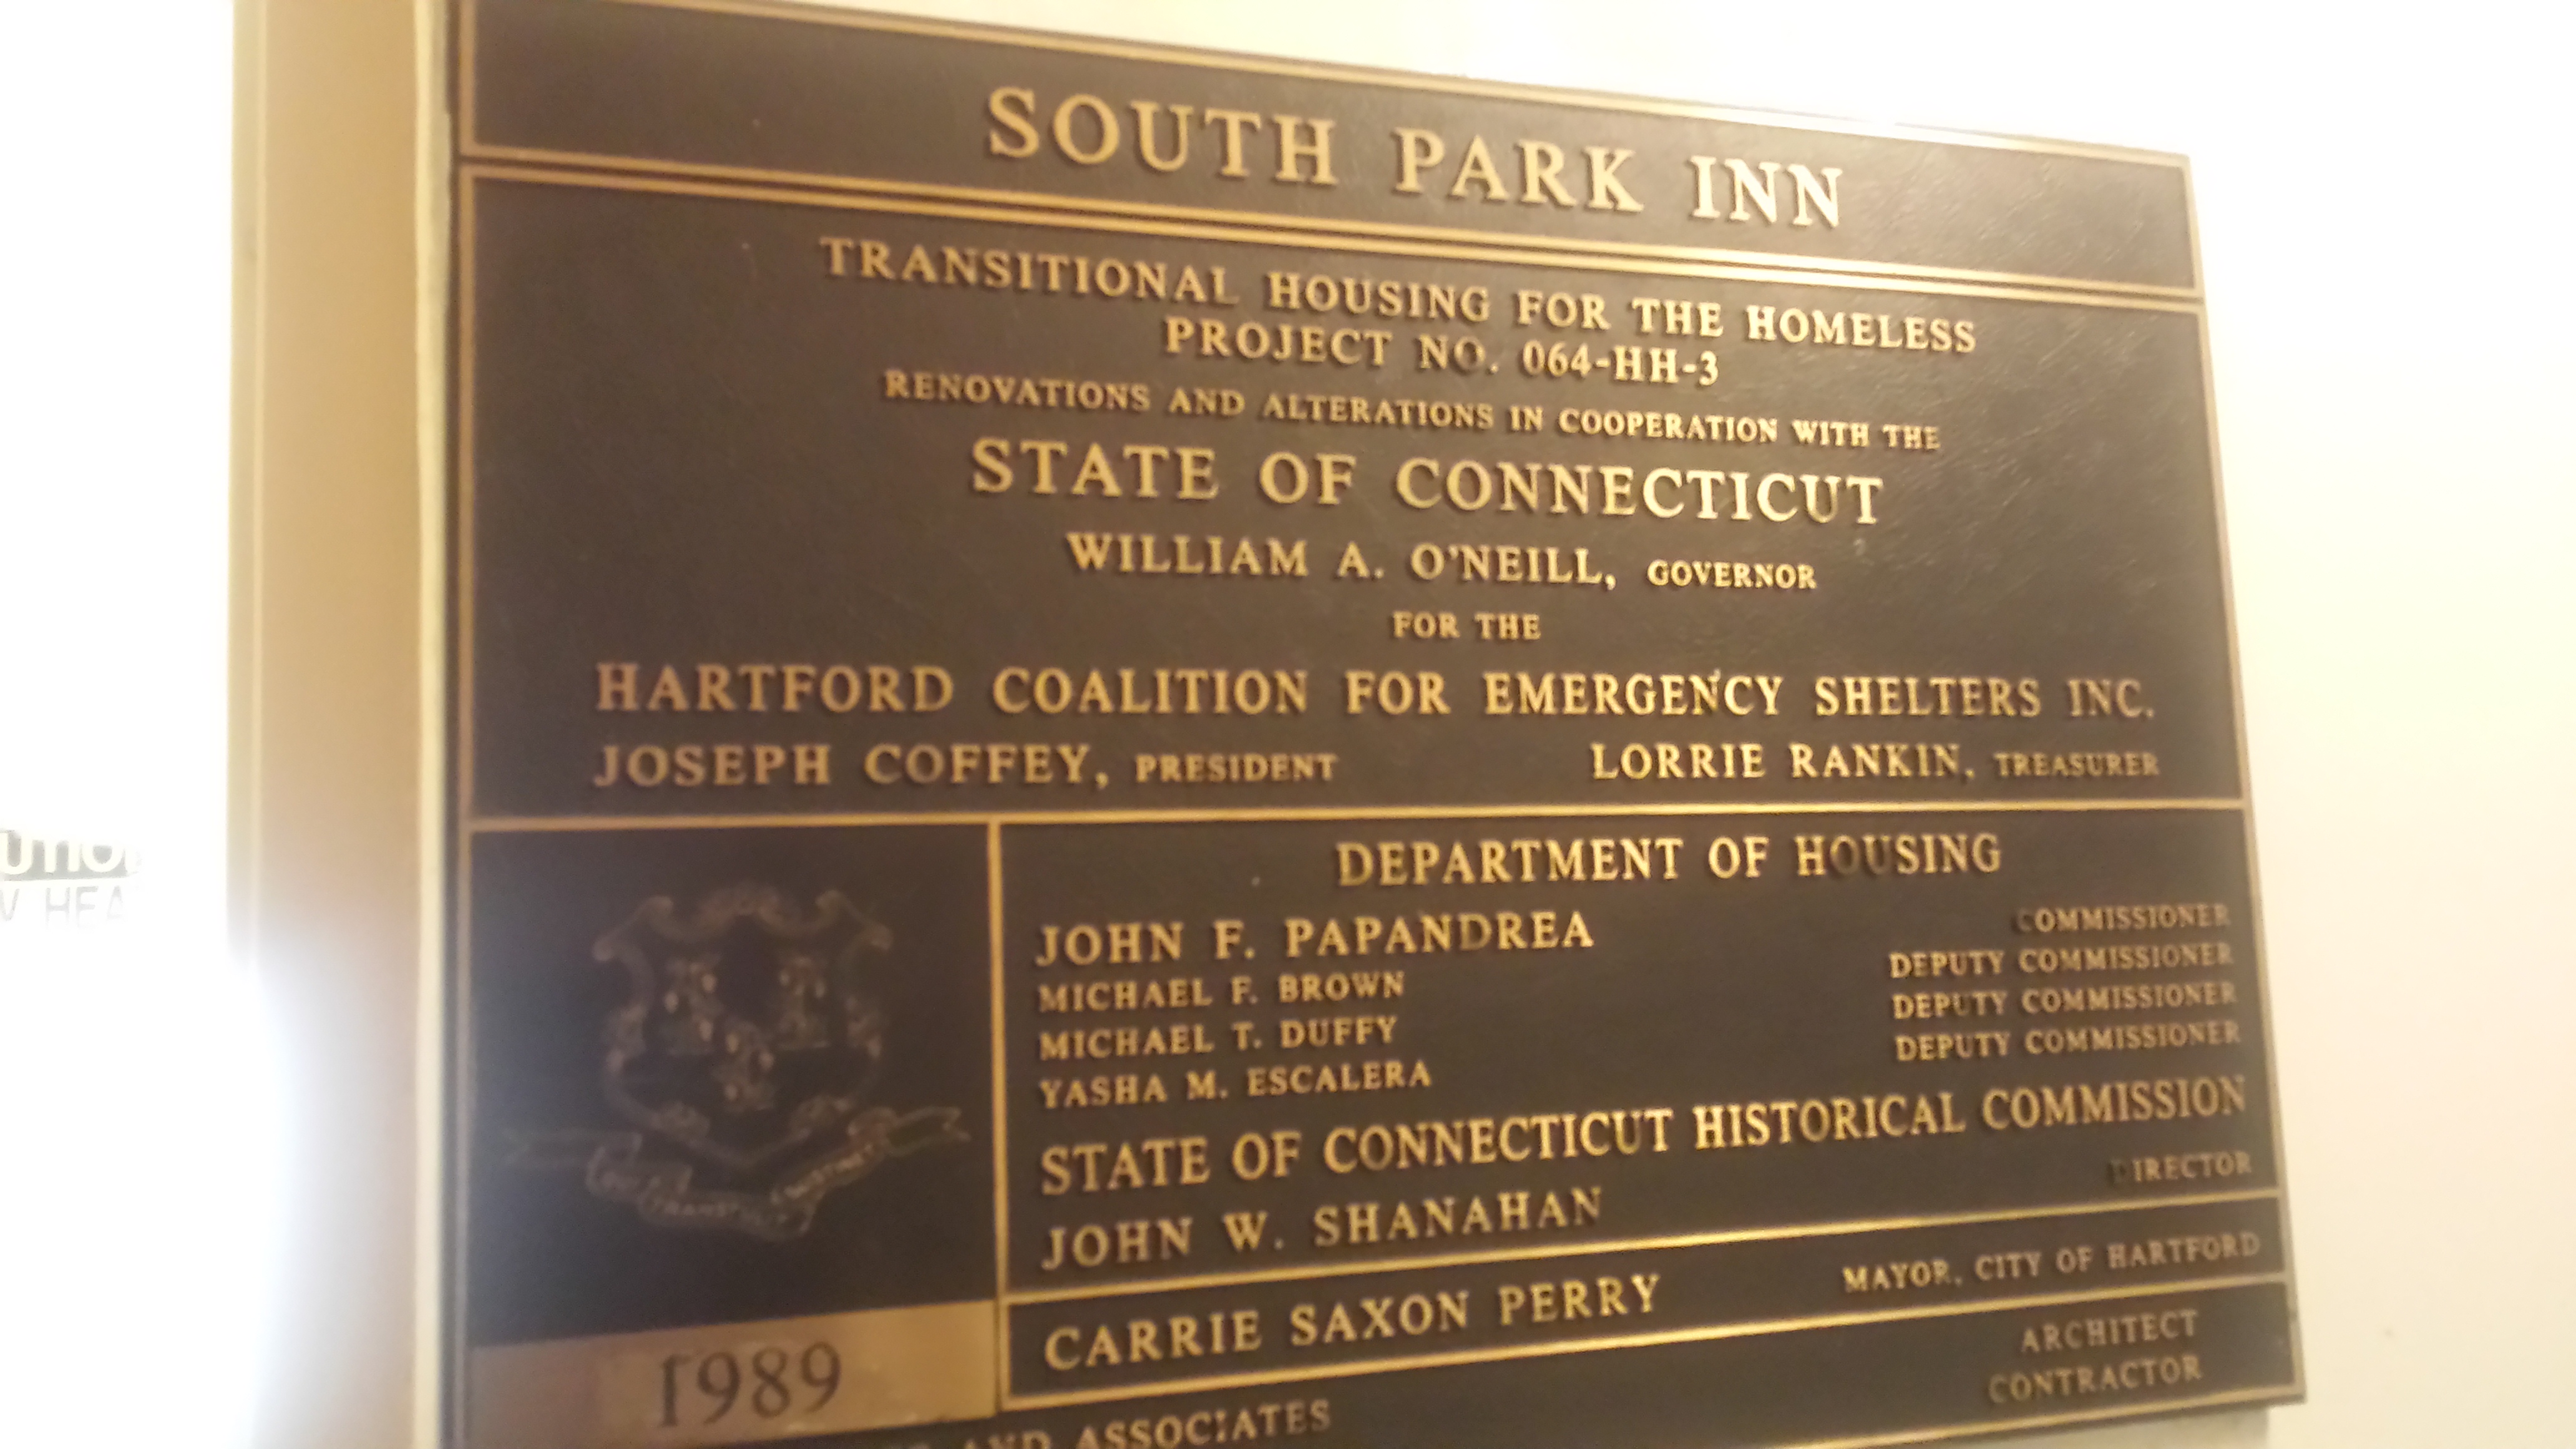 SOUTH PARK INN
TRANSITIONAL HOUSING FOR THE HOMELESS
PROJECT NO. 064-HH-3
RENOVATIONS AND ALTERATIONS IN COOPERATION WITH THE
STATE OF CONNECTICUT
WILLIAM A. O'NEILL, GOVERNOR
FOR THE
HARTFORD COALITION FOR EMERGENCY SHELTERS INC.
JOSEPH COFFEY, PRESIDENT LORRIE RANKIN, TREASURER
DEPARTMENT OF HOUSING
JOHN F. PAPANDREA COMMISSIONER
MICHAEL F. BROWN DEPUTY COMMISSIONER
MICHAEL T. DUFFY DEPUTY COMMISSIONER
YASHA M. ESCALERA DEPUTY COMMISSIONER
STATE OF CONNECTICUT HISTORICAL COMMISSION
JOHN W. SHANAHAN DIRECTOR
CARRIE SAXON PERRY MAYOR, CITY OF HARTFORD
1989
AND ASSOCIATES ARCHITECT
CONTRACTOR